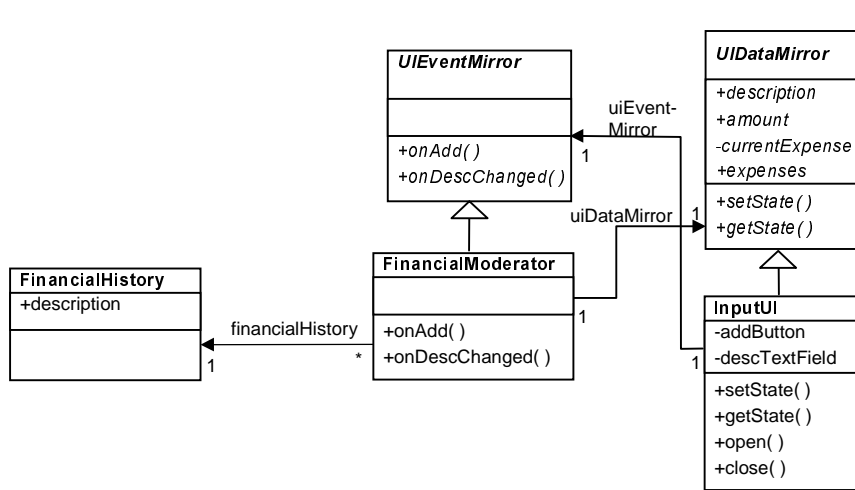 UIEventMirror
+onAdd( )
+onDescChanged( )
UIDataMirror
+description
+amount
-currentExpense
+expenses
+setState( )
+getState( )
uiEvent-
Mirror
1
uiDataMirror
1
FinancialHistory
+description
financialHistory
1
*
FinancialModerator
+onAdd( )
+onDescChanged( )
1
InputUI
-addButton
-descTextField
1
+setState( )
+getState( )
+open( )
+close( )